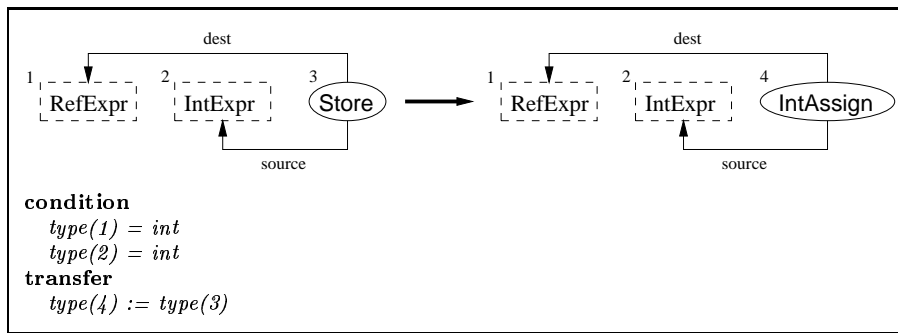 dest dest
1 2 3 1 2 4
RefExpr IntExpr Store RefExpr IntExpr IntAssign
source source
condition
type(1) = int
type(2) = int
transfer
type(4) := type(3)